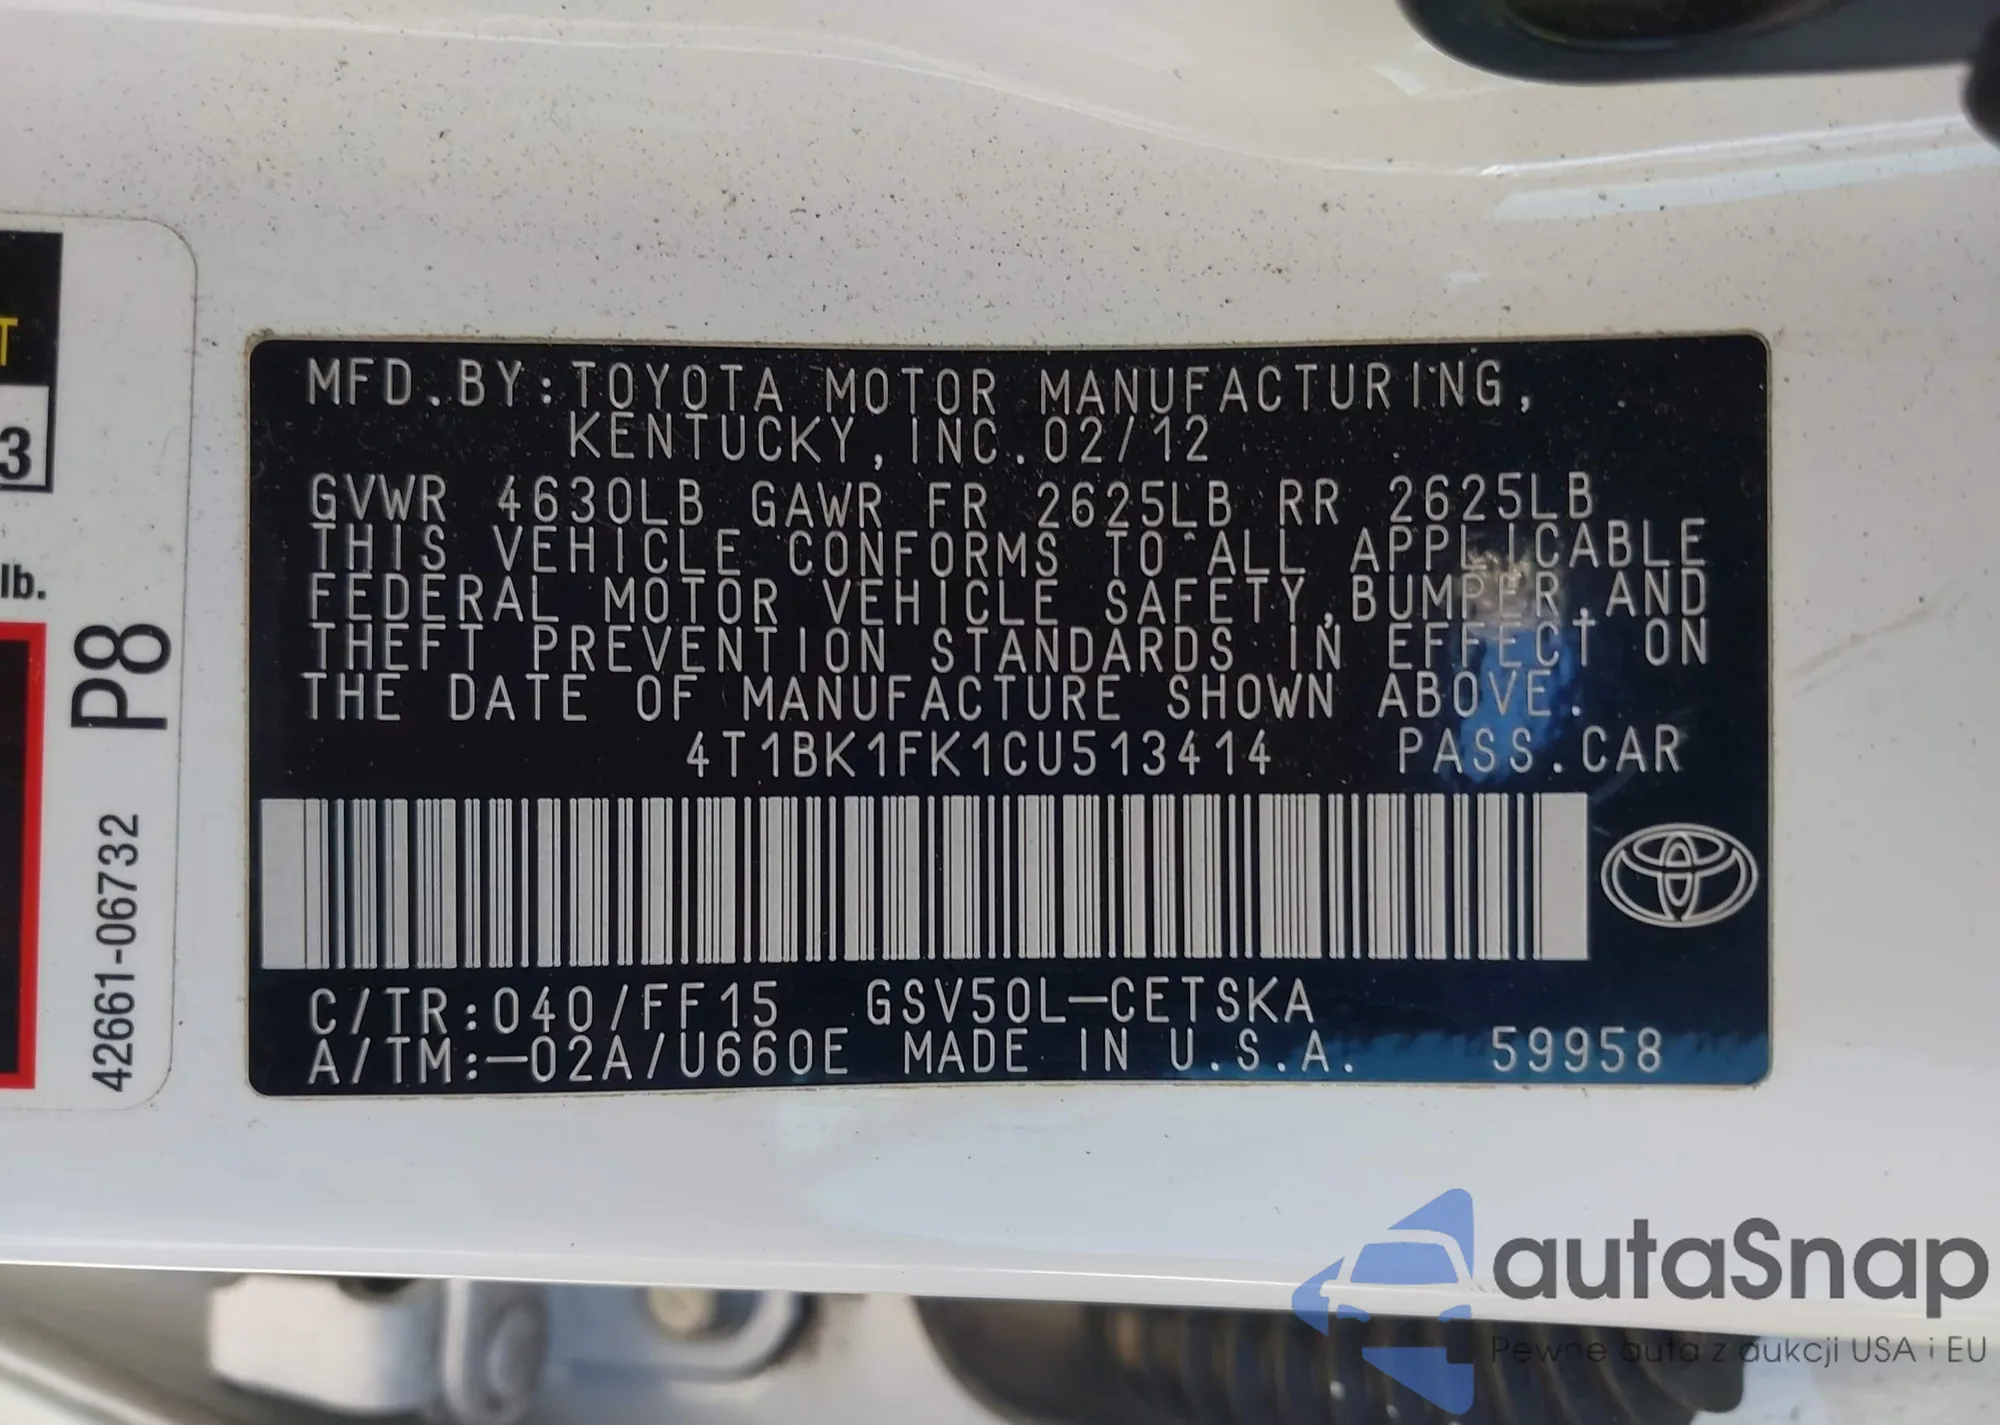 T
3
lb.
P8
42661-06732
MFD.BY:TOYOTA MOTOR MANUFACTURING,
KENTUCKY,INC.02/12
GVWR 4630LB GAWR FR 2625LB RR 2625LB
THIS VEHICLE CONFORMS TO ALL APPLICABLE
FEDERAL MOTOR VEHICLE SAFETY,BUMPER,AND
THEFT PREVENTION STANDARDS IN EFFECT ON
THE DATE OF MANUFACTURE SHOWN ABOVE.
4T1BK1FK1CU513414 PASS.CAR
C/TR:040/FF15 GSV50L-CETSKA
A/TM:-02A/U660E MADE IN U.S.A. 59958
autaSnap
Pewne auta z aukcji USA i EU